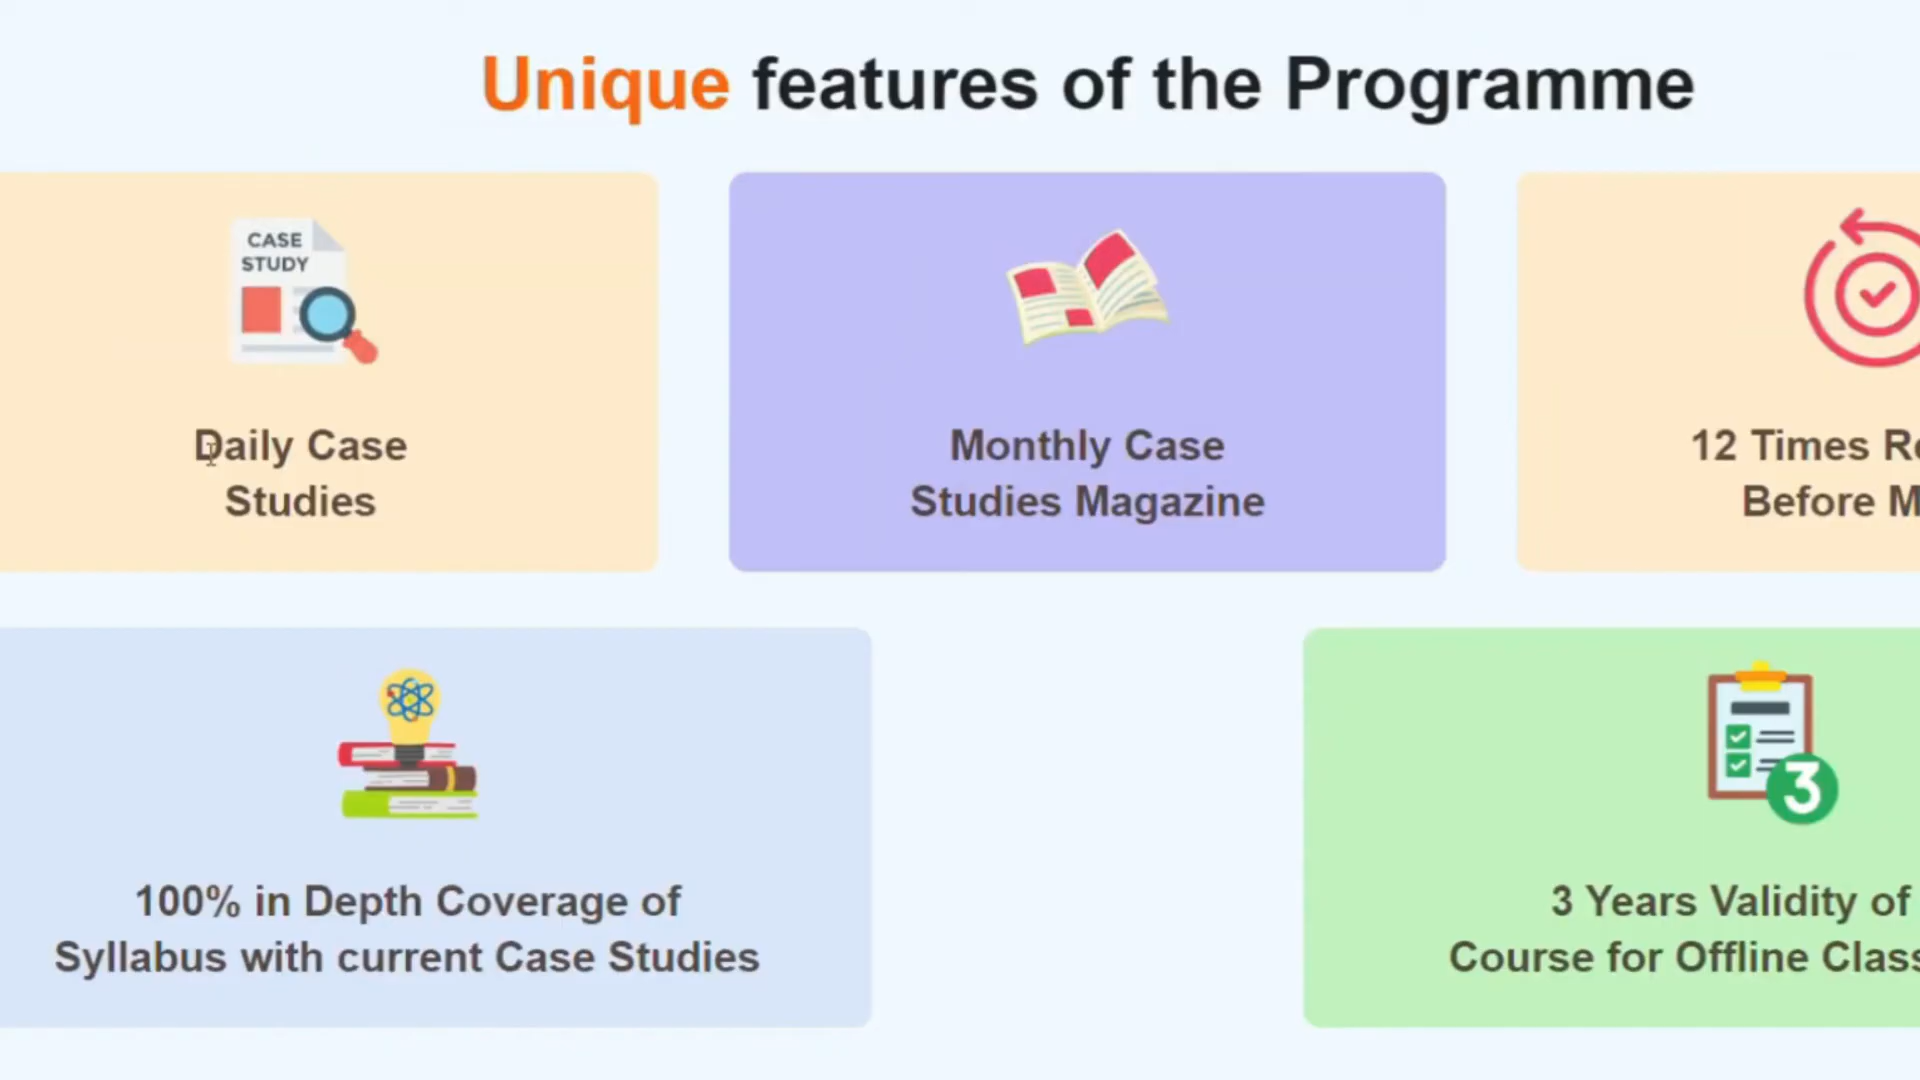 Unique features of the Programme
CASE
STUDY
Daily Case
Studies
Monthly Case
Studies Magazine
12 Times
Before
100% in Depth Coverage of
Syllabus with current Case Studies
3
3 Years Validity of
Course for Offline